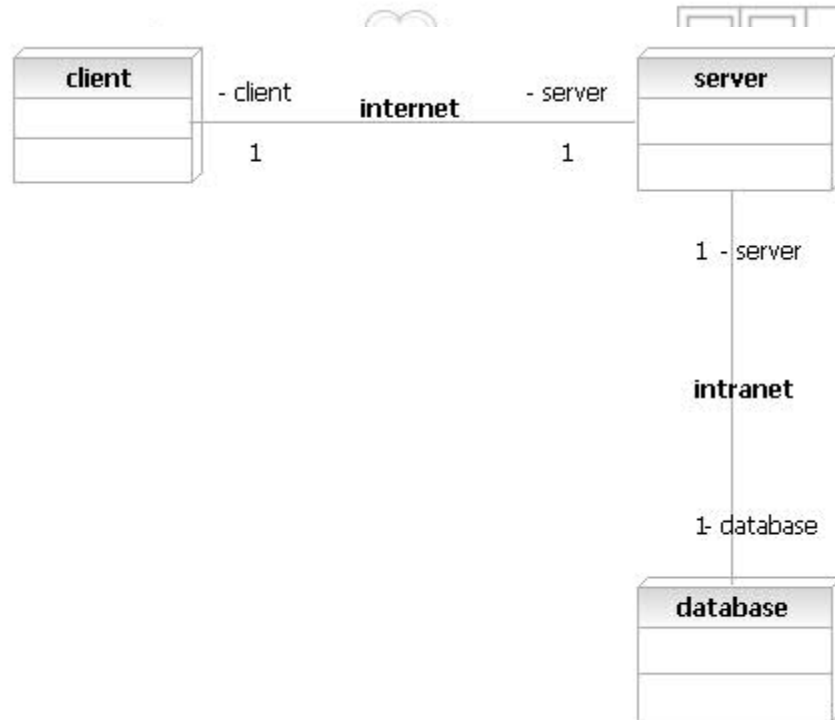 client
server
- client
internet
- server
1
1
1 - server
intranet
1- database
database